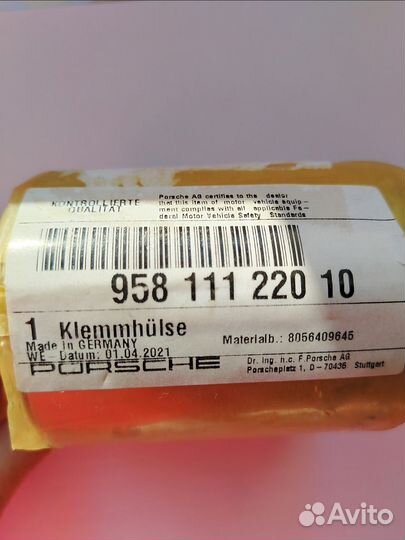 KONTROLLIERTE
QUALITÄT
Porsche AG certifies to the dealor
that this item of motor vehicle equip-
ment complies with all applicable Fe-
deral Motor Vehicle Safety Standards
958 111 220 10
1 Klemmhülse
Made in GERMANY
Materialb.: 8056409645
WE - Datum: 01.04.2021
PORSCHE
Dr. Ing. h.c. F.Porsche AG
Porscheplatz 1, D - 70435 Stuttgart
Avito